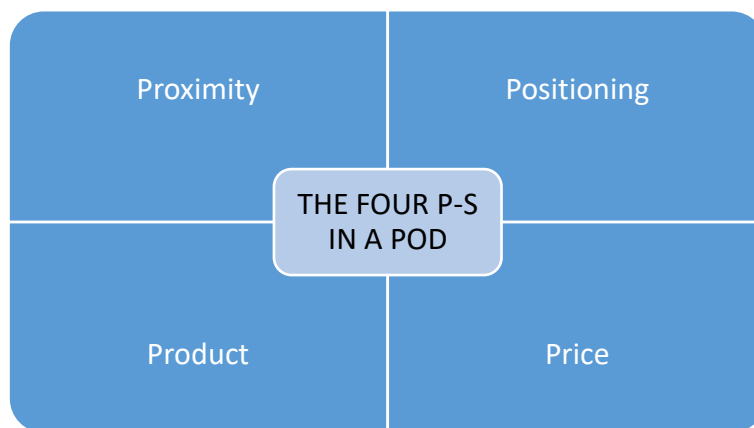 Proximity
Positioning
THE FOUR P-S
IN A POD
Product
Price